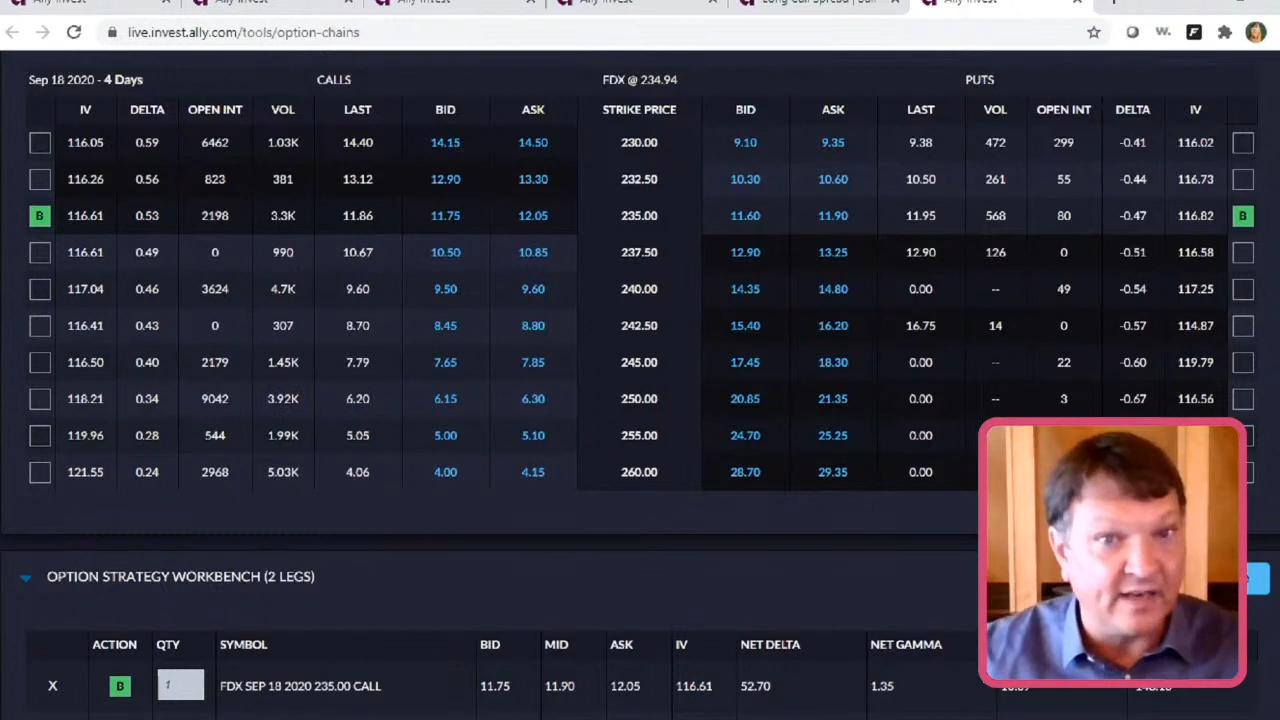 live.invest.ally.com/tools/option-chains
Sep 18 2020 - 4 Days CALLS FDX @ 234.94 PUTS
IV DELTA OPEN INT VOL LAST BID ASK STRIKE PRICE BID ASK LAST VOL OPEN INT DELTA IV
116.05 0.59 6462 1.03K 14.40 14.15 14.50 230.00 9.10 9.35 9.38 472 299 -0.41 116.02
116.26 0.56 823 381 13.12 12.90 13.30 232.50 10.30 10.60 10.50 261 55 -0.44 116.73
B 116.61 0.53 2198 3.3K 11.86 11.75 12.05 235.00 11.60 11.90 11.95 568 80 -0.47 116.82 B
116.61 0.49 0 990 10.67 10.50 10.85 237.50 12.90 13.25 12.90 126 0 -0.51 116.58
117.04 0.46 3624 4.7K 9.60 9.50 9.60 240.00 14.35 14.80 0.00 -- 49 -0.54 117.25
116.41 0.43 0 307 8.70 8.45 8.80 242.50 15.40 16.20 16.75 14 0 -0.57 114.87
116.50 0.40 2179 1.45K 7.79 7.65 7.85 245.00 17.45 18.30 0.00 -- 22 -0.60 119.79
118.21 0.34 9042 3.92K 6.20 6.15 6.30 250.00 20.85 21.35 0.00 -- 3 -0.67 116.56
119.96 0.28 544 1.99K 5.05 5.00 5.10 255.00 24.70 25.25 0.00
121.55 0.24 2968 5.03K 4.06 4.00 4.15 260.00 28.70 29.35 0.00
OPTION STRATEGY WORKBENCH (2 LEGS)
ACTION QTY SYMBOL BID MID ASK IV NET DELTA NET GAMMA
X B 1 FDX SEP 18 2020 235.00 CALL 11.75 11.90 12.05 116.61 52.70 1.35